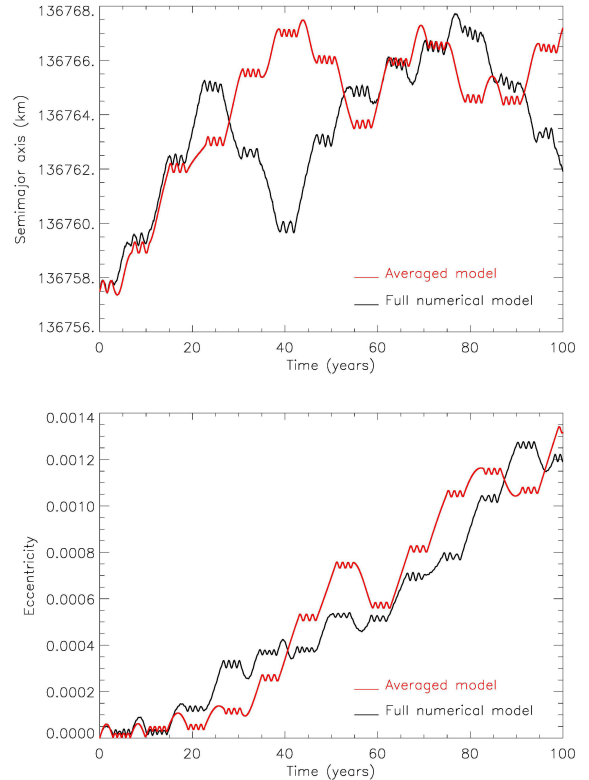 136768.
136766.
136764.
136762.
136760.
136758.
136756.
Semimajor axis (km)
Averaged model
Full numerical model
0 20 40 60 80 100
Time (years)
0.0014
0.0012
0.0010
0.0008
0.0006
0.0004
0.0002
0.0000
Eccentricity
Averaged model
Full numerical model
0 20 40 60 80 100
Time (years)